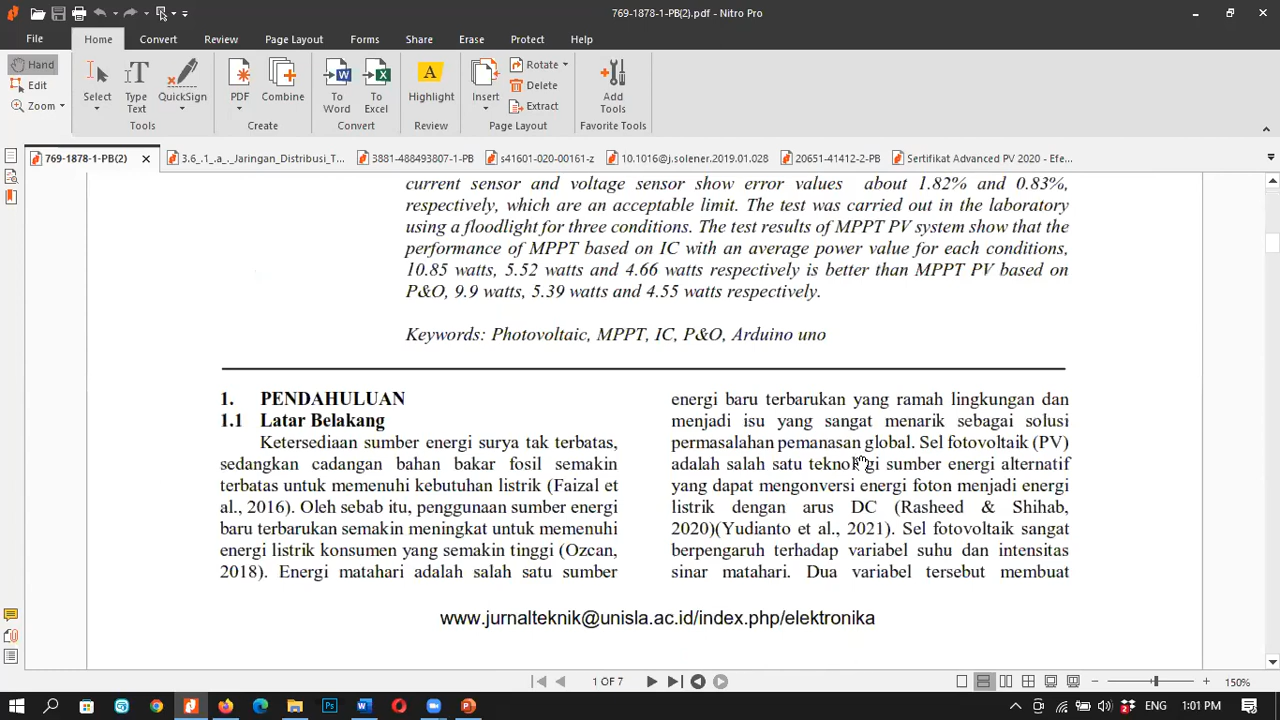 769-1878-1-PB(2).pdf - Nitro Pro
File Home Convert Review Page Layout Forms Share Erase Protect Help
Hand
Edit
Zoom
Select
Type Text
QuickSign
Tools
PDF
Combine
Create
To Word
To Excel
Convert
Highlight
Review
Insert
Rotate
Delete
Extract
Page Layout
Add Tools
Favorite Tools
769-1878-1-PB(2) 3.6_.1_.a_._Jaringan_Distribusi_T... 3881-488493807-1-PB s41601-020-00161-z 10.1016@j.solener.2019.01.028 20651-41412-2-PB Sertifikat Advanced PV 2020 - Efe...
current sensor and voltage sensor show error values about 1.82% and 0.83%,
respectively, which are an acceptable limit. The test was carried out in the laboratory
using a floodlight for three conditions. The test results of MPPT PV system show that the
performance of MPPT based on IC with an average power value for each conditions,
10.85 watts, 5.52 watts and 4.66 watts respectively is better than MPPT PV based on
P&O, 9.9 watts, 5.39 watts and 4.55 watts respectively.
Keywords: Photovoltaic, MPPT, IC, P&O, Arduino uno
1. PENDAHULUAN
1.1 Latar Belakang
Ketersediaan sumber energi surya tak terbatas,
sedangkan cadangan bahan bakar fosil semakin
terbatas untuk memenuhi kebutuhan listrik (Faizal et
al., 2016). Oleh sebab itu, penggunaan sumber energi
baru terbarukan semakin meningkat untuk memenuhi
energi listrik konsumen yang semakin tinggi (Ozcan,
2018). Energi matahari adalah salah satu sumber
energi baru terbarukan yang ramah lingkungan dan
menjadi isu yang sangat menarik sebagai solusi
permasalahan pemanasan global. Sel fotovoltaik (PV)
adalah salah satu teknologi sumber energi alternatif
yang dapat mengonversi energi foton menjadi energi
listrik dengan arus DC (Rasheed & Shihab,
2020)(Yudianto et al., 2021). Sel fotovoltaik sangat
berpengaruh terhadap variabel suhu dan intensitas
sinar matahari. Dua variabel tersebut membuat
www.jurnalteknik@unisla.ac.id/index.php/elektronika
1 OF 7
150%
ENG 1:01 PM